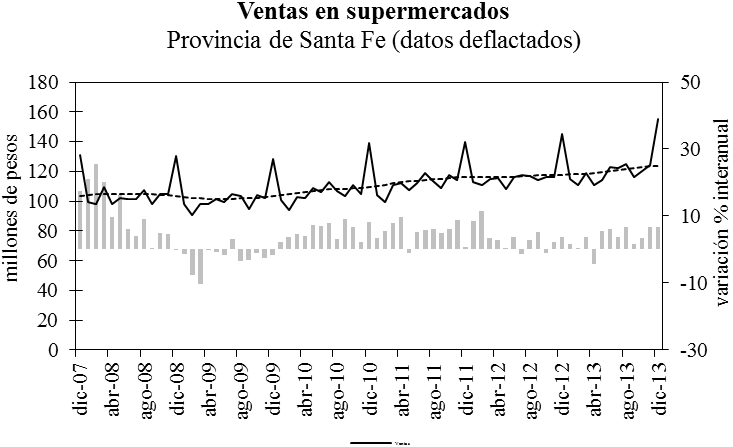 Ventas en supermercados
Provincia de Santa Fe (datos deflactados)
millones de pesos
180
160
140
120
100
80
60
40
20
0
50
30
10
-10
-30
variación % interanual
dic-07
abr-08
ago-08
dic-08
abr-09
ago-09
dic-09
abr-10
ago-10
dic-10
abr-11
ago-11
dic-11
abr-12
ago-12
dic-12
abr-13
ago-13
dic-13
Ventas